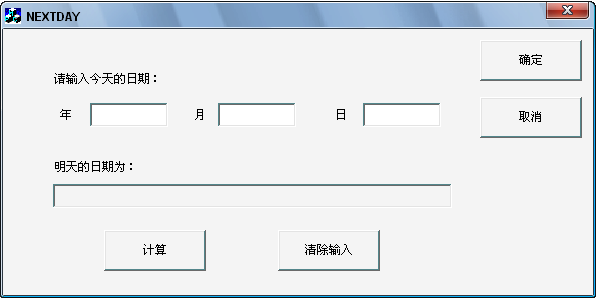 NEXTDAY
确定
请输入今天的日期：
年 月 日
取消
明天的日期为：
计算 清除输入